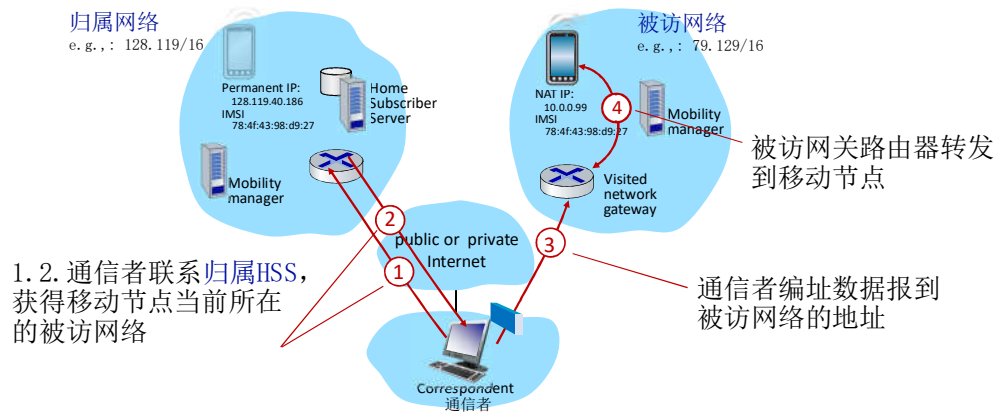 归属网络
e.g.,: 128.119/16
Permanent IP:
128.119.40.186
IMSI
78:4f:43:98:d9:27
Home
Subscriber
Server
Mobility
manager
被访网络
e.g.,: 79.129/16
NAT IP:
10.0.0.99
IMSI
78:4f:43:98:d9:27
Mobility
manager
4
被访网关路由器转发
到移动节点
Visited
network
gateway
2
public or private
Internet
3
1
1.2.通信者联系归属HSS,
获得移动节点当前所在
的被访网络
通信者编址数据报到
被访网络的地址
Correspondent
通信者